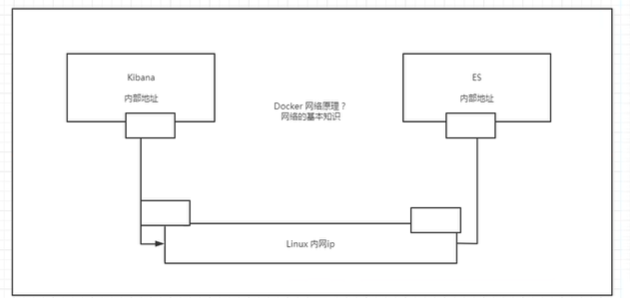 Kibana
内部地址
Docker 网络原理？
网络的基本知识
ES
内部地址
Linux 内网ip